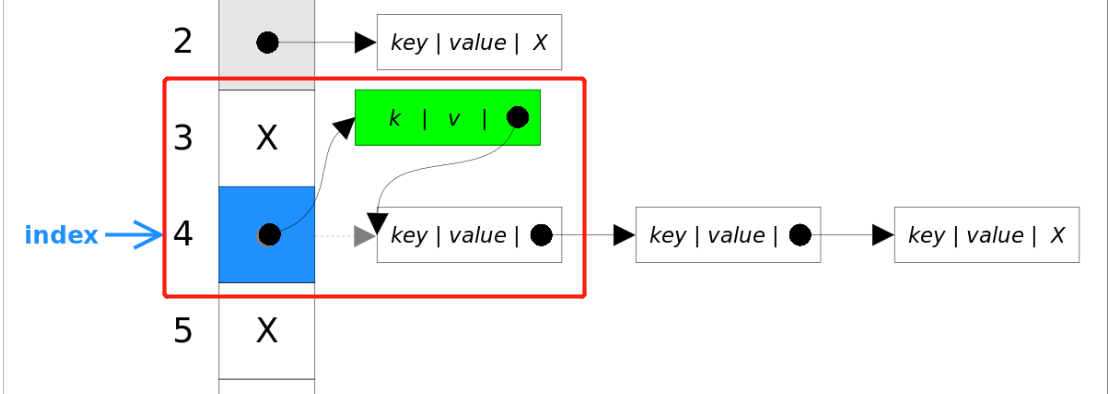 2 key | value | X
3 X k | v |
index 4 key | value | key | value | key | value | X
5 X